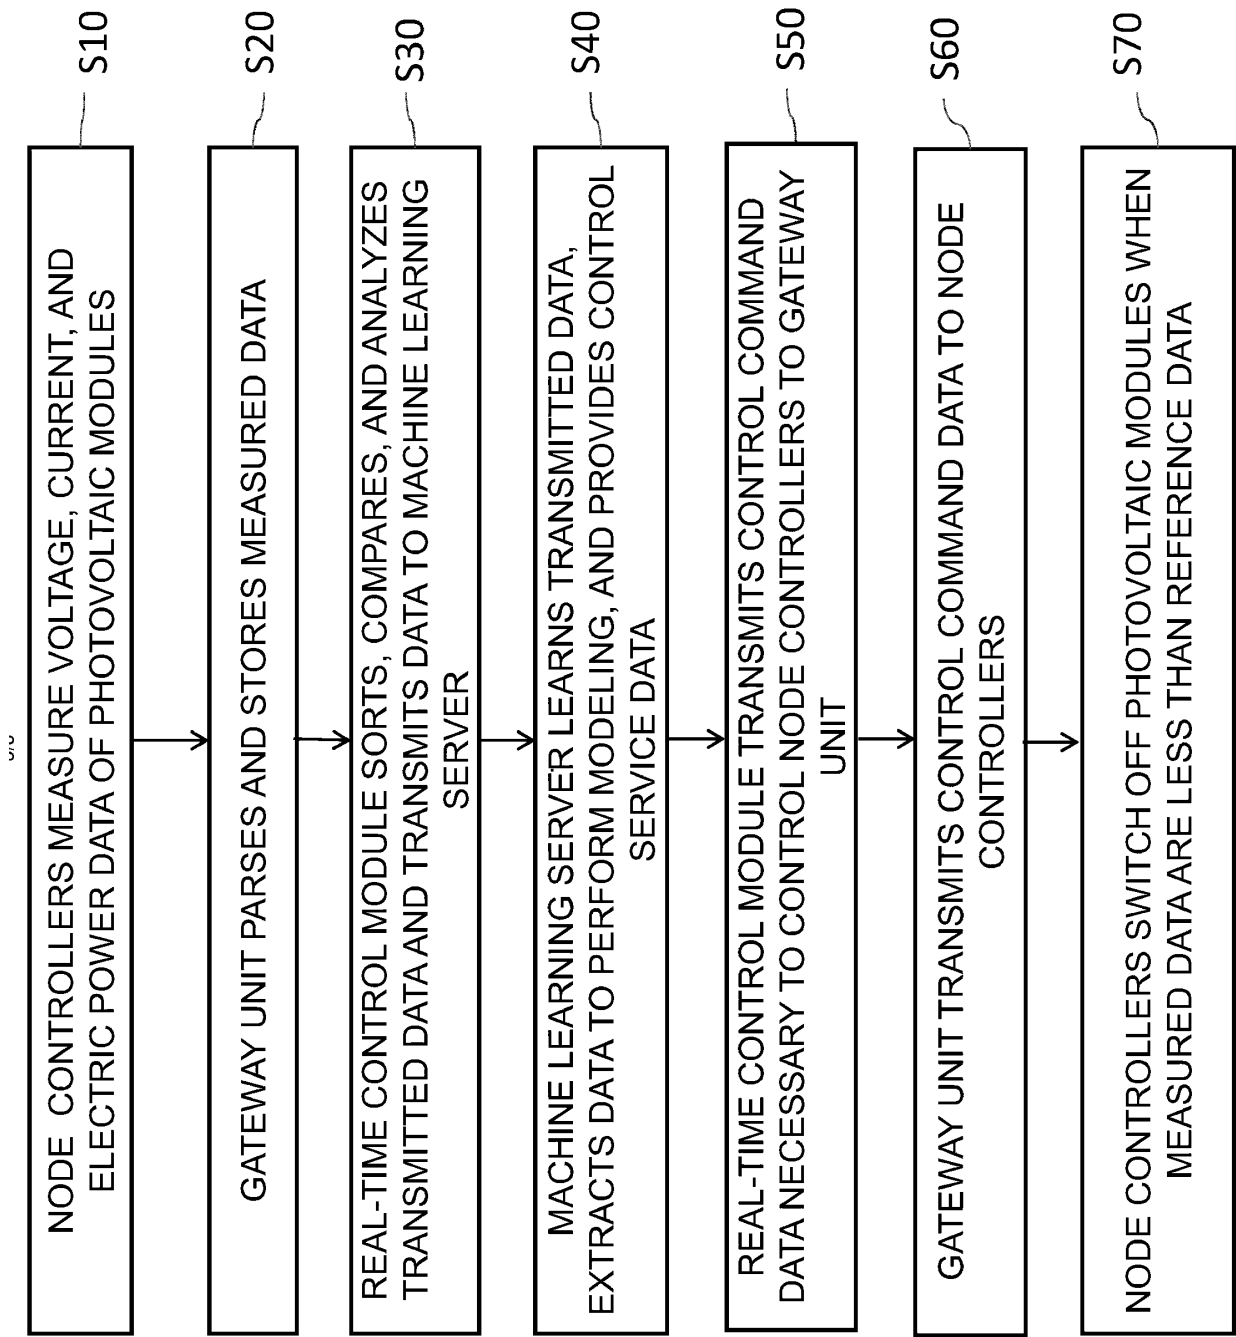 S10
NODE CONTROLLERS MEASURE VOLTAGE, CURRENT, AND
ELECTRIC POWER DATA OF PHOTOVOLTAIC MODULES
S20
GATEWAY UNIT PARSES AND STORES MEASURED DATA
S30
REAL-TIME CONTROL MODULE SORTS, COMPARES, AND ANALYZES
TRANSMITTED DATA AND TRANSMITS DATA TO MACHINE LEARNING
SERVER
S40
MACHINE LEARNING SERVER LEARNS TRANSMITTED DATA,
EXTRACTS DATA TO PERFORM MODELING, AND PROVIDES CONTROL
SERVICE DATA
S50
REAL-TIME CONTROL MODULE TRANSMITS CONTROL COMMAND
DATA NECESSARY TO CONTROL NODE CONTROLLERS TO GATEWAY
UNIT
S60
GATEWAY UNIT TRANSMITS CONTROL COMMAND DATA TO NODE
CONTROLLERS
S70
NODE CONTROLLERS SWITCH OFF PHOTOVOLTAIC MODULES WHEN
MEASURED DATA ARE LESS THAN REFERENCE DATA